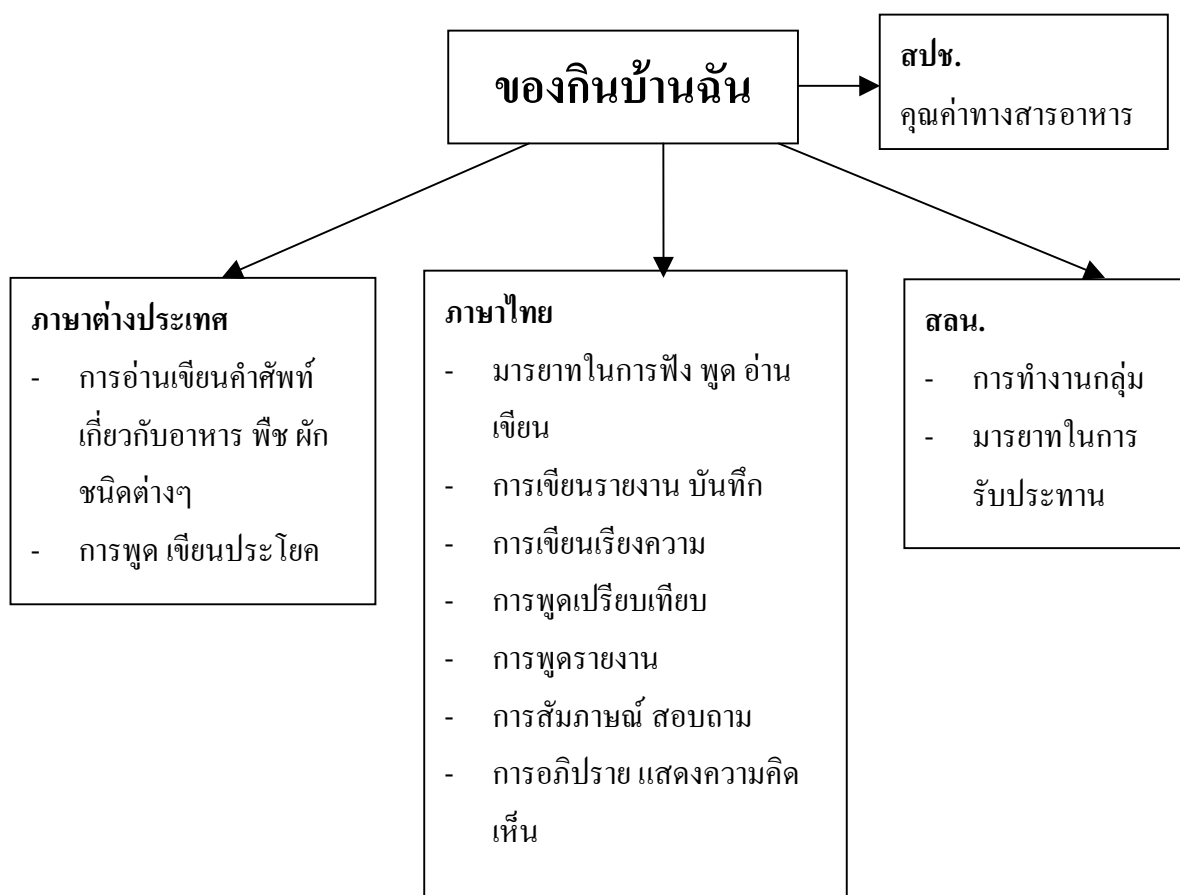 ของกินบ้านฉัน
สปช.
คุณค่าทางสารอาหาร
ภาษาต่างประเทศ
- การอ่านเขียนคำศัพท์
เกี่ยวกับอาหาร พืช ผัก
ชนิดต่างๆ
- การพูด เขียนประโยค
ภาษาไทย
- มารยาทในการฟัง พูด อ่าน
เขียน
- การเขียนรายงาน บันทึก
- การเขียนเรียงความ
- การพูดเปรียบเทียบ
- การพูดรายงาน
- การสัมภาษณ์ สอบถาม
- การอภิปราย แสดงความคิด
เห็น
สลน.
- การทำงานกลุ่ม
- มารยาทในการ
รับประทาน